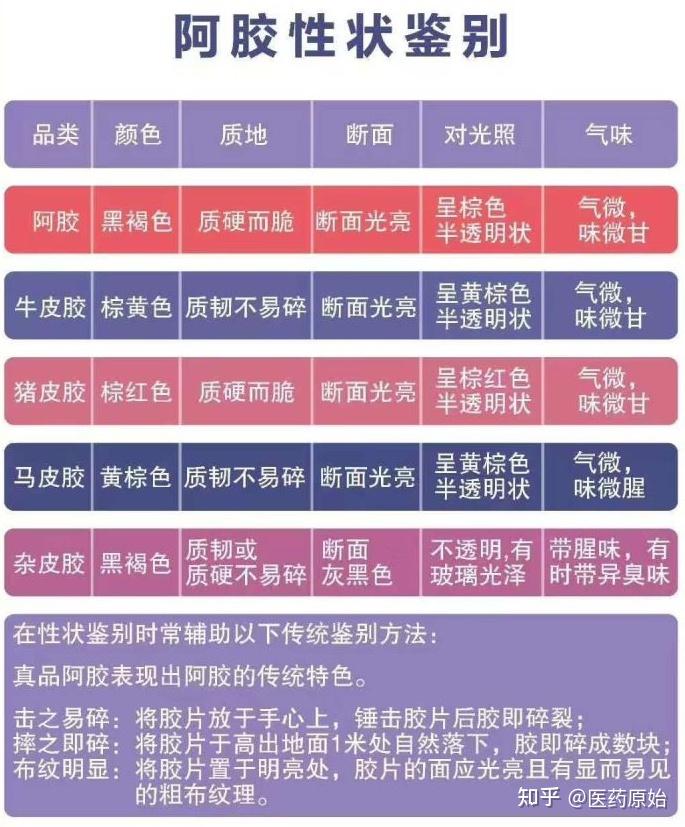 阿胶性状鉴别
品类 颜色 质地 断面 对光照 气味
阿胶 黑褐色 质硬而脆 断面光亮 呈棕色 气微，
半透明状 味微甘
牛皮胶 棕黄色 质韧不易碎 断面光亮 呈黄棕色 气微，
半透明状 味微甘
猪皮胶 棕红色 质硬而脆 断面光亮 呈棕红色 气微，
半透明状 味微甘
马皮胶 黄棕色 质韧不易碎 断面光亮 呈黄棕色 气微，
半透明状 味微腥
杂皮胶 黑褐色 质韧或 断面 不透明,有 带腥味，有
质硬不易碎 灰黑色 玻璃光泽 时带异臭味
在性状鉴别时常辅助以下传统鉴别方法：
真品阿胶表现出阿胶的传统特色。
击之易碎：将胶片放于手心上，锤击胶片后胶即碎裂；
摔之即碎：将胶片于高出地面1米处自然落下，胶即碎成数块；
布纹明显：将胶片置于明亮处，胶片的面应光亮且有显而易见
的粗布纹理。
知乎 @医药原始